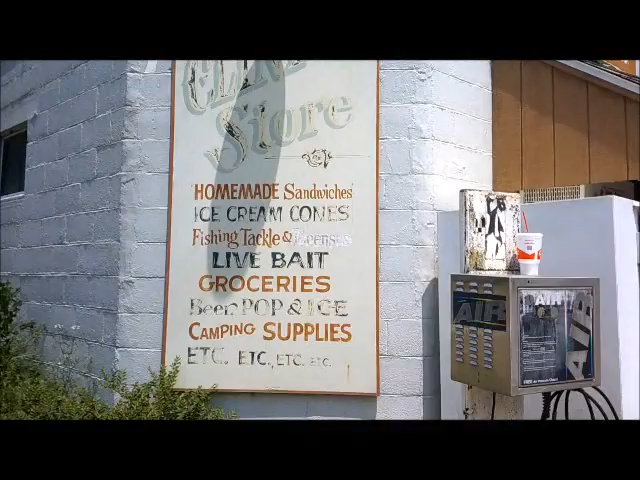 Store
HOMEMADE Sandwiches
ICE CREAM CONES
Fishing Tackle & Licenses
LIVE BAIT
GROCERIES
Beer, POP & ICE
CAMPING SUPPLIES
ETC. ETC., ETC. ETC.
AIR
AIR